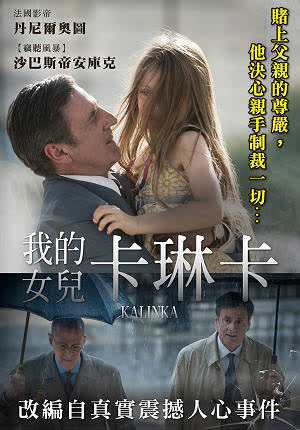 法國影帝
丹尼爾奧圖
【竊聽風暴】
沙巴斯帝安庫克
賭上父親的尊嚴，
他決心親手制裁一切…
我的
女兒
卡琳卡
KALINKA
改編自真實震撼人心事件